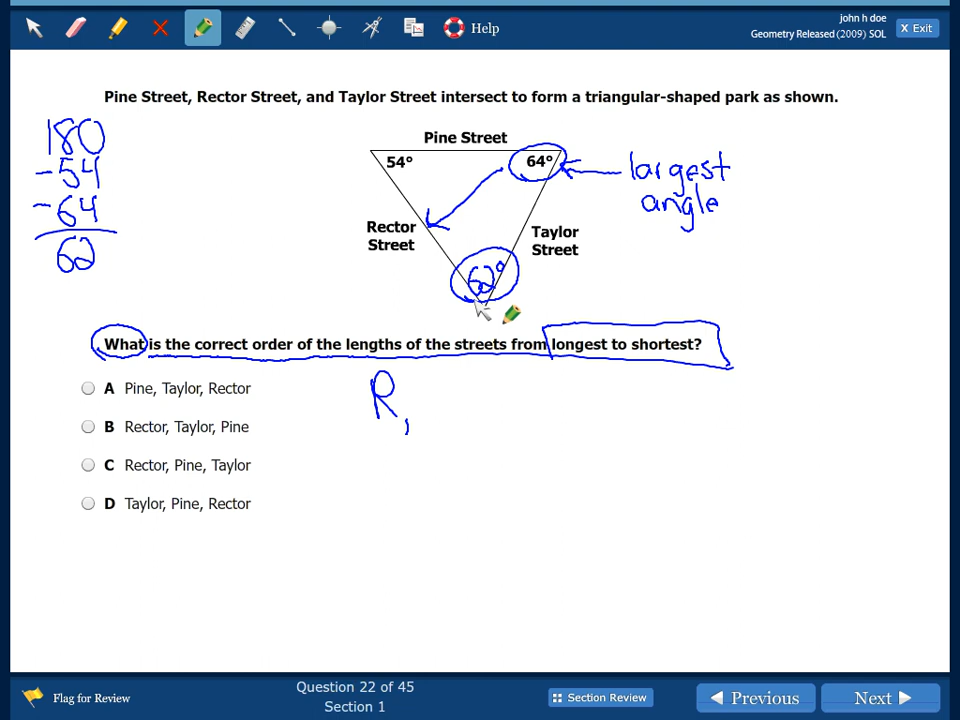 Help
john h doe
Geometry Released (2009) SOL
X Exit
Pine Street, Rector Street, and Taylor Street intersect to form a triangular-shaped park as shown.
180
-54
-64
62
Pine Street
54°
64°
largest
angle
Rector
Street
Taylor
Street
62°
What is the correct order of the lengths of the streets from longest to shortest?
R,
A Pine, Taylor, Rector
B Rector, Taylor, Pine
C Rector, Pine, Taylor
D Taylor, Pine, Rector
Flag for Review
Question 22 of 45
Section 1
Section Review
Previous
Next